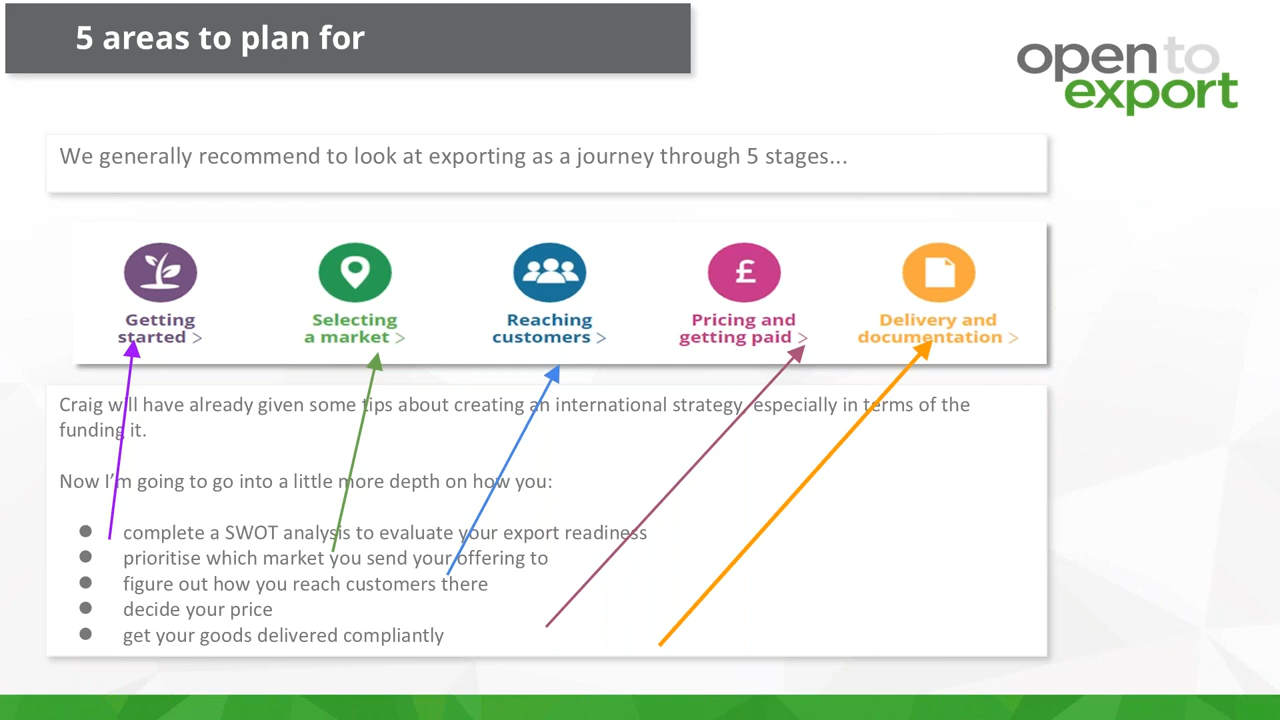 5 areas to plan for
open to
export
We generally recommend to look at exporting as a journey through 5 stages...
£
Getting
started >
Selecting
a market >
Reaching
customers >
Pricing and
getting paid >
Delivery and
documentation >
Craig will have already given some tips about creating an international strategy, especially in terms of the
funding it.
Now I'm going to go into a little more depth on how you:
● complete a SWOT analysis to evaluate your export readiness
● prioritise which market you send your offering to
● figure out how you reach customers there
● decide your price
● get your goods delivered compliantly